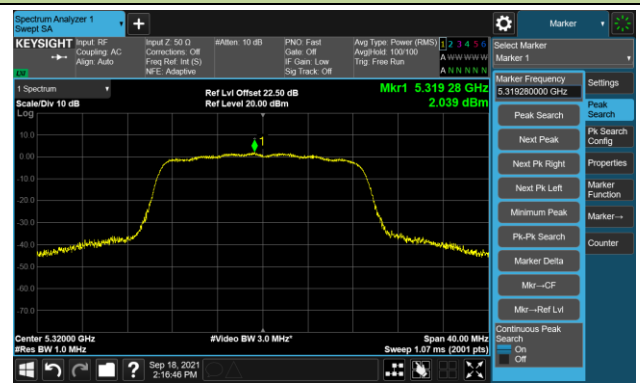 Spectrum Analyzer 1
Swept SA
Marker
KEYSIGHT
Input: RF
Coupling: AC
Align: Auto
Input Z: 50 Ω
Corrections: Off
Freq Ref: Int (S)
NFE: Adaptive
#Atten: 10 dB
PNO: Fast
Gate: Off
IF Gain: Low
Sig Track: Off
Avg Type: Power (RMS)
Avg|Hold: 100/100
Trig: Free Run
1 2 3 4 5 6
A W W W W W
A N N N N N
LXI
Select Marker
Marker 1
1 Spectrum
Scale/Div 10 dB
Log
Ref Lvl Offset 22.50 dB
Ref Level 20.00 dBm
Mkr1 5.319 28 GHz
2.039 dBm
1
10.0
0.00
-10.0
-20.0
-30.0
-40.0
-50.0
-60.0
-70.0
Center 5.32000 GHz
#Res BW 1.0 MHz
#Video BW 3.0 MHz*
Span 40.00 MHz
Sweep 1.07 ms (2001 pts)
Marker Frequency
5.319280000 GHz
Peak Search
Next Peak
Next Pk Right
Next Pk Left
Minimum Peak
Pk-Pk Search
Marker Delta
Mkr→CF
Mkr→Ref Lvl
Continuous Peak
Search
On
Off
Settings
Peak
Search
Pk Search
Config
Properties
Marker
Function
Marker→
Counter
?
Sep 18, 2021
2:16:46 PM